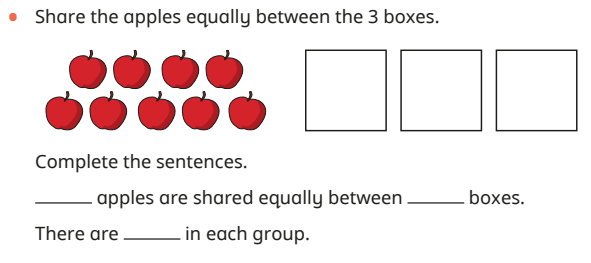 Share the apples equally between the 3 boxes.
Complete the sentences.
______ apples are shared equally between ______ boxes.
There are ______ in each group.